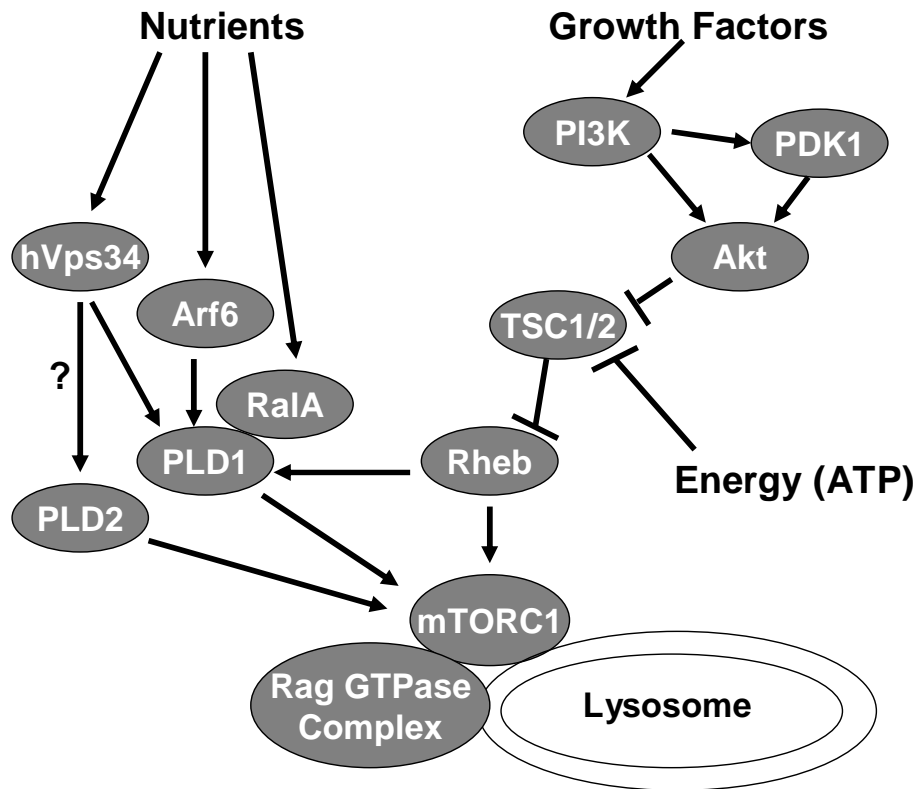 Nutrients
Growth Factors
PI3K
PDK1
hVps34
Akt
Arf6
TSC1/2
?
RalA
PLD1
Rheb
Energy (ATP)
PLD2
mTORC1
Rag GTPase
Complex
Lysosome